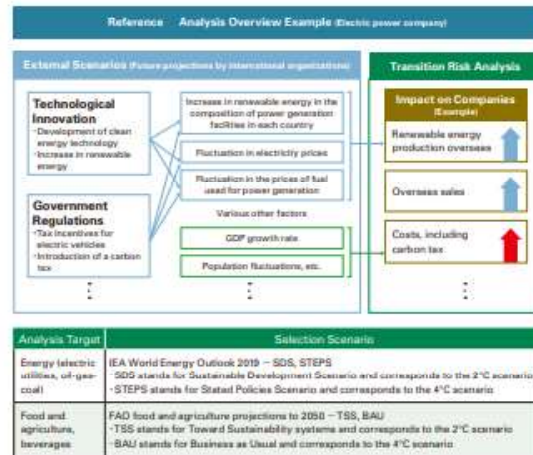 Reference Analysis Overview Example (Electric power company)
External Scenarios (Future projections by international organizations)
Transition Risk Analysis
Technological
Innovation
・Development of clean
energy technology
・Increase in renewable
energy
Government
Regulations
・Tax incentives for
electric vehicles
・Introduction of a carbon
tax
Increase in renewable energy in the
composition of power generation
facilities in each country
Fluctuation in electricity prices
Fluctuation in the prices of fuel
used for power generation
Various other factors
GDP growth rate
Population fluctuations, etc.
Impact on Companies
(Example)
Renewable energy
production overseas
Overseas sales
Costs, including
carbon tax
Analysis Target
Selection Scenario
Energy (electric
utilities, oil-gas-
coal)
IEA World Energy Outlook 2019 – SDS, STEPS
・SDS stands for Sustainable Development Scenario and corresponds to the 2°C scenario
・STEPS stands for Stated Policies Scenario and corresponds to the 4°C scenario
Food and
agriculture,
beverages
FAO food and agriculture projections to 2050 – TSS, BAU
・TSS stands for Toward Sustainability systems and corresponds to the 2°C scenario
・BAU stands for Business as Usual and corresponds to the 4°C scenario